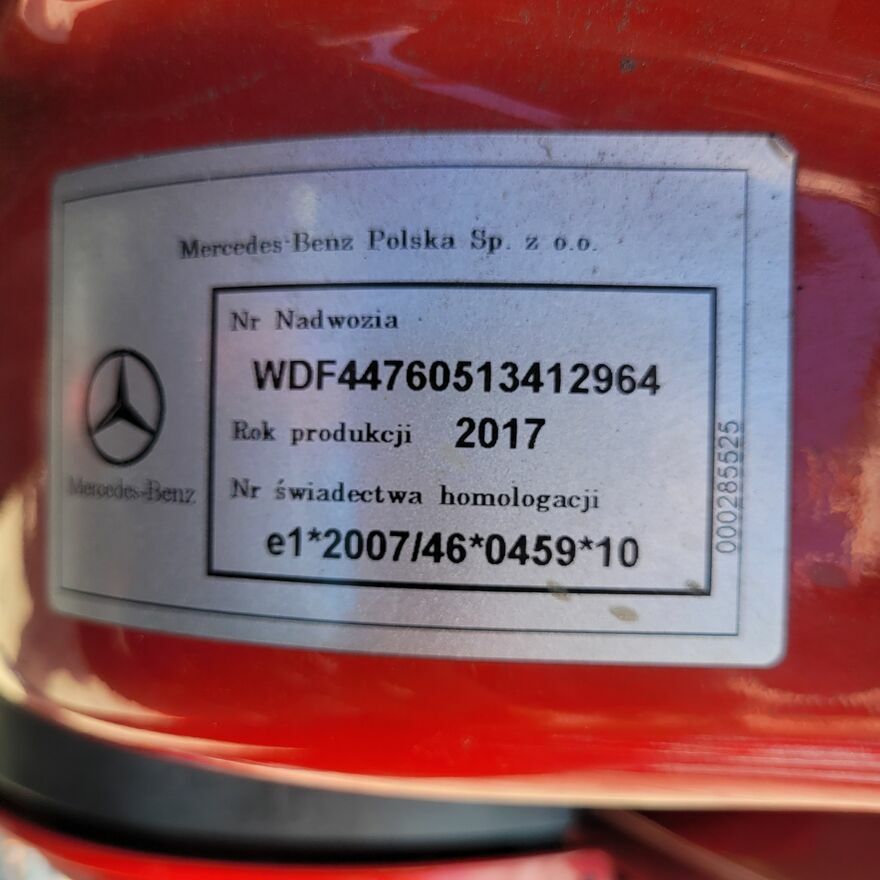 Mercedes-Benz Polska Sp. z o.o.
Nr Nadwozia
WDF44760513412964
Rok produkcji 2017
Nr świadectwa homologacji
e1*2007/46*0459*10
Mercedes-Benz
000285525